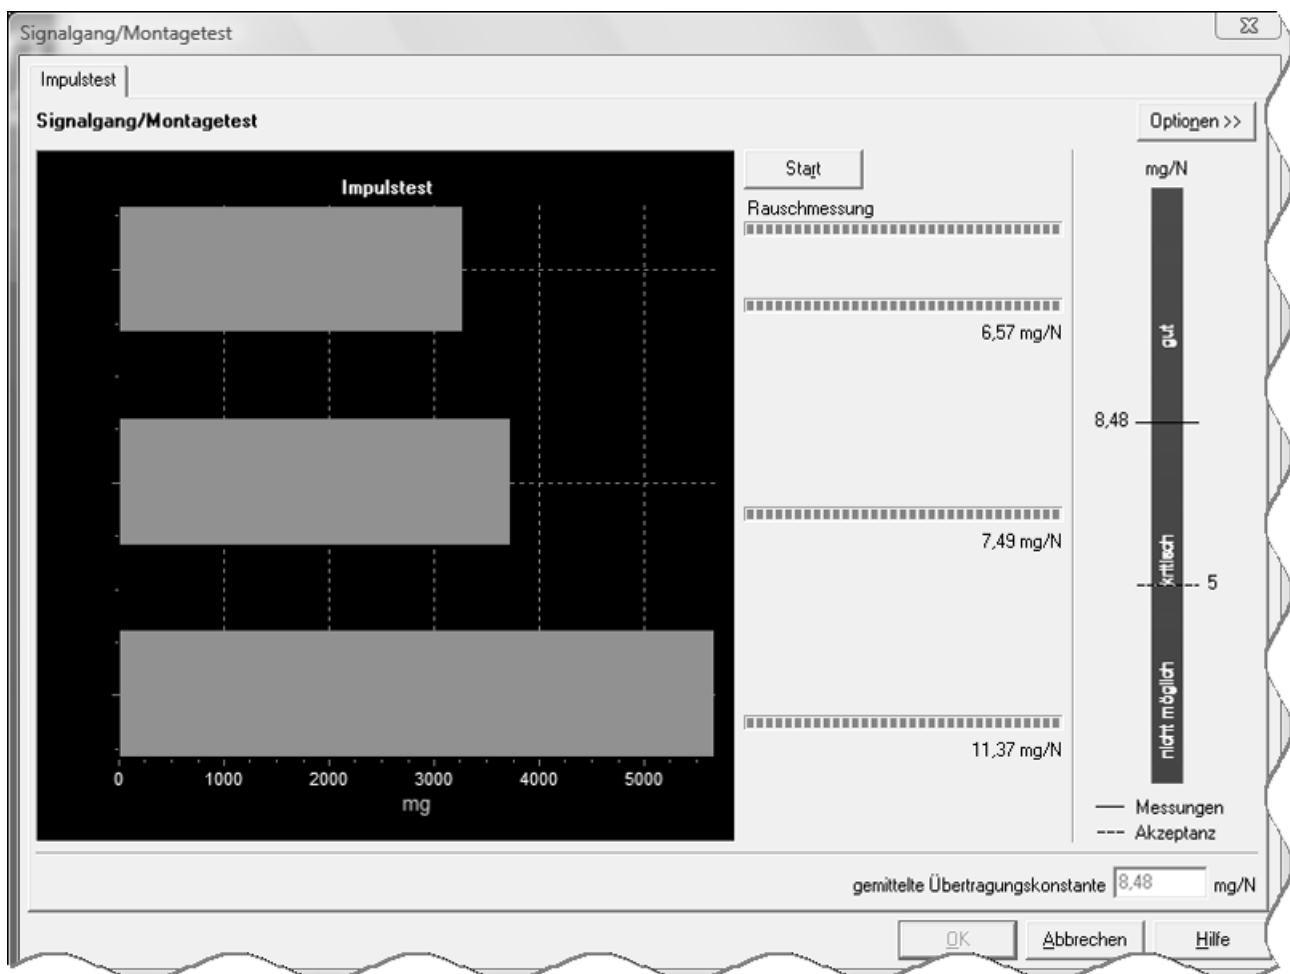 Signalgang/Montagetest
Impulstest
Signalgang/Montagetest
Optionen >>
Impulstest
0 1000 2000 3000 4000 5000
mg
Start
Rauschmessung
6,57 mg/N
7,49 mg/N
11,37 mg/N
mg/N
gut
8,48
kritisch
5
nicht möglich
Messungen
Akzeptanz
gemittelte Übertragungskonstante 8,48 mg/N
OK Abbrechen Hilfe